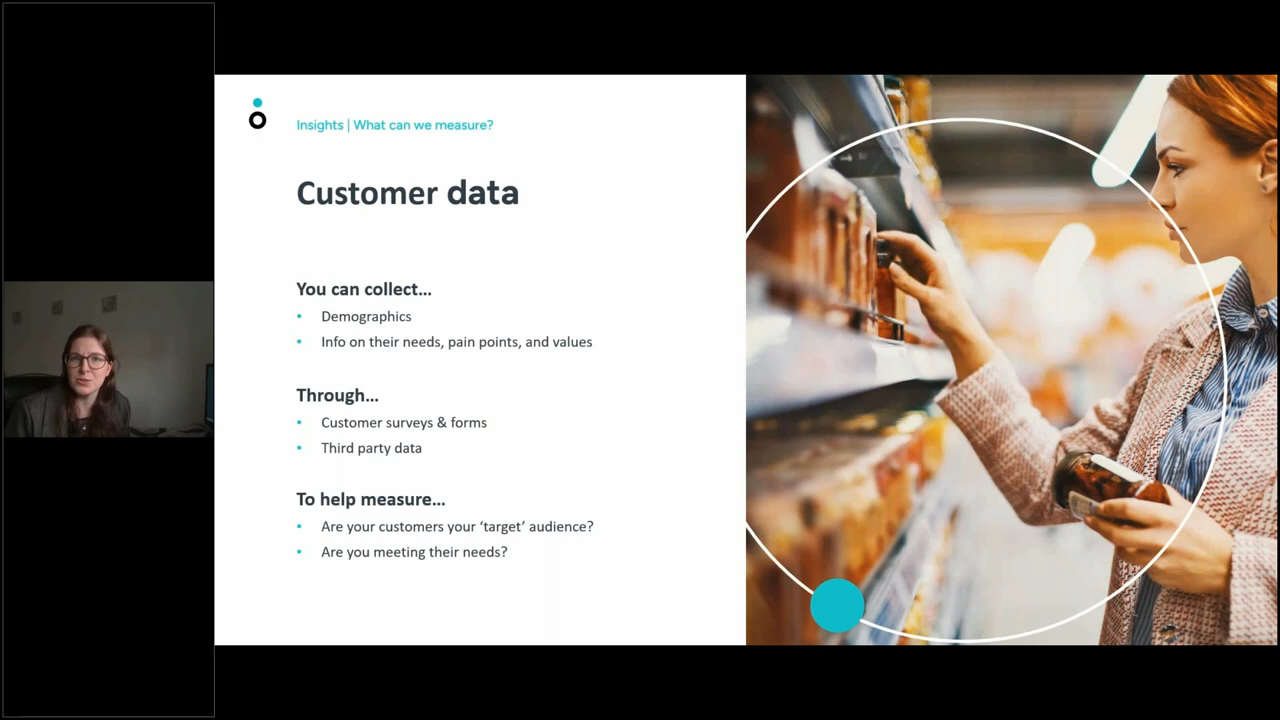 Insights | What can we measure?
Customer data
You can collect...
• Demographics
• Info on their needs, pain points, and values
Through...
• Customer surveys & forms
• Third party data
To help measure...
• Are your customers your ‘target’ audience?
• Are you meeting their needs?